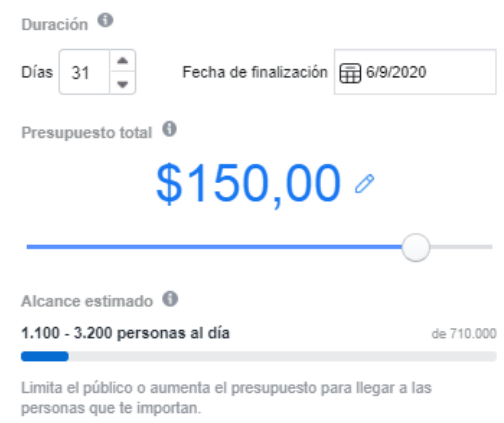 Duración
Días 31 Fecha de finalización 6/9/2020
Presupuesto total
$150,00
Alcance estimado
1.100 - 3.200 personas al día de 710.000
Limita el público o aumenta el presupuesto para llegar a las
personas que te importan.